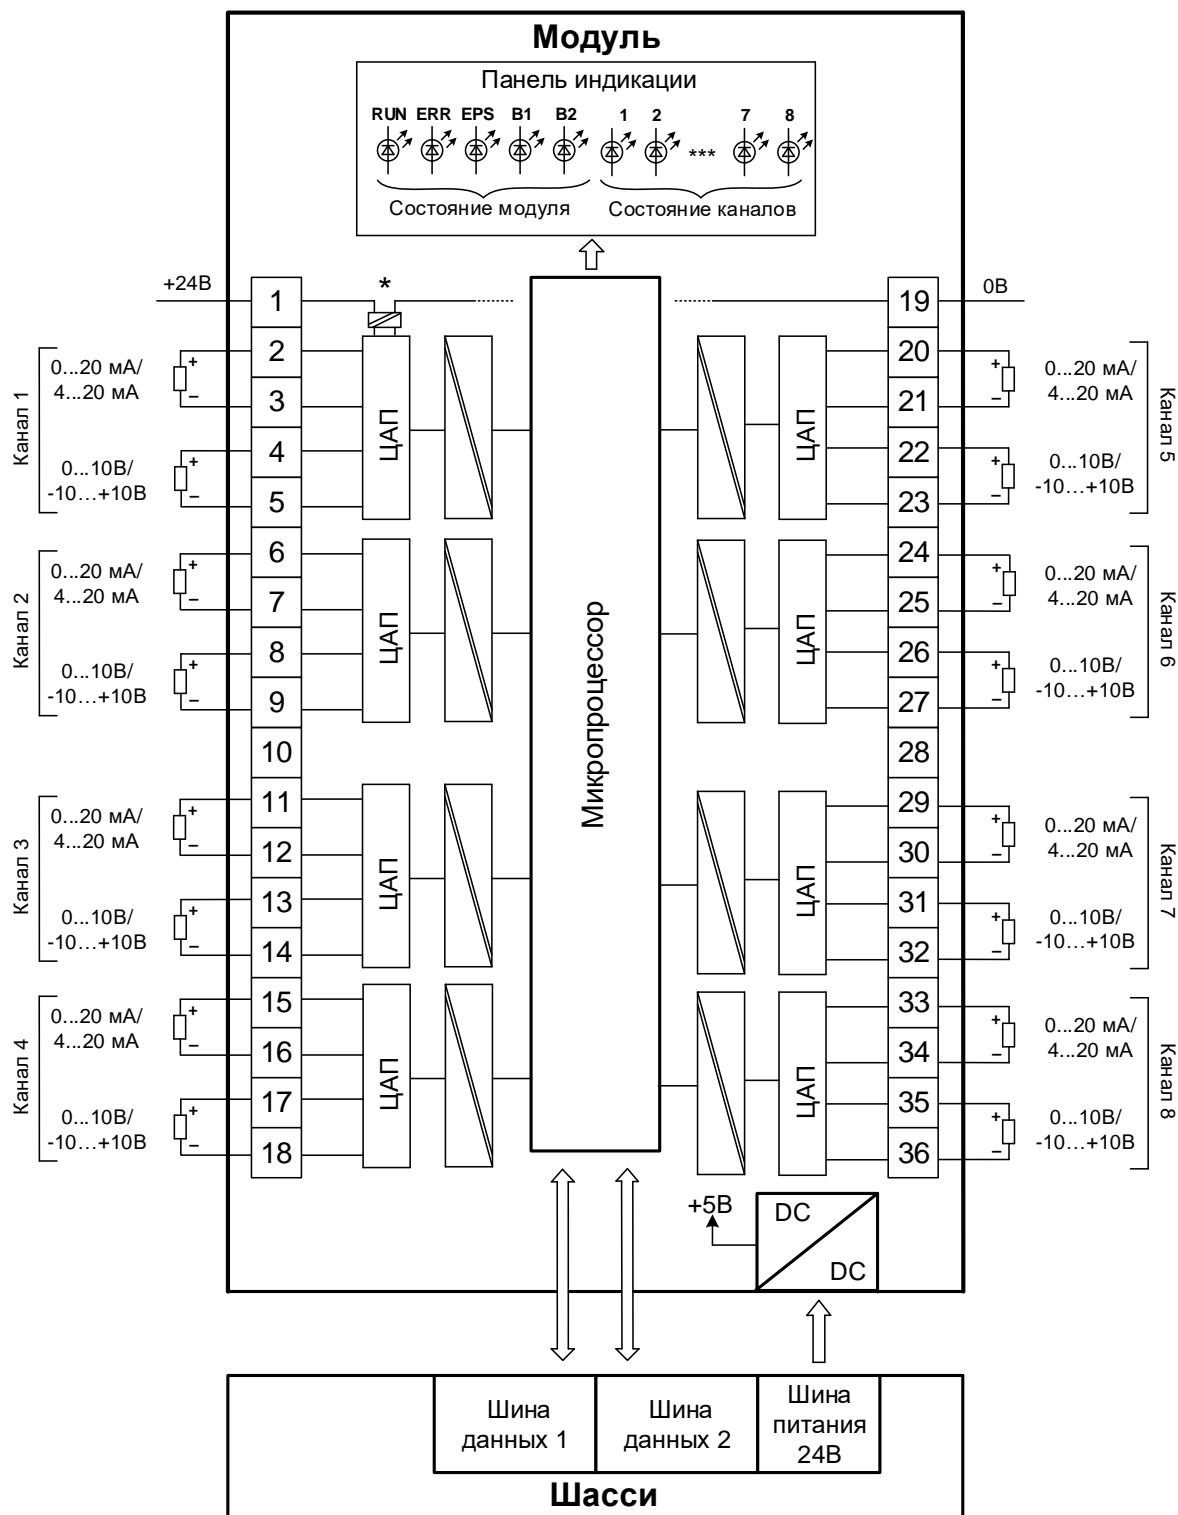 Модуль
Панель индикации
RUN ERR EPS B1 B2 1 2 *** 7 8
Состояние модуля Состояние каналов
+24В
*
0В
1
2
3
4
5
6
7
8
9
10
11
12
13
14
15
16
17
18
Канал 1
0...20 мА/
4...20 мА
+
–
0...10В/
-10...+10В
+
–
Канал 2
0...20 мА/
4...20 мА
+
–
0...10В/
-10...+10В
+
–
Канал 3
0...20 мА/
4...20 мА
+
–
0...10В/
-10...+10В
+
–
Канал 4
0...20 мА/
4...20 мА
+
–
0...10В/
-10...+10В
+
–
ЦАП
ЦАП
ЦАП
ЦАП
Микропроцессор
ЦАП
ЦАП
ЦАП
ЦАП
19
20
21
22
23
24
25
26
27
28
29
30
31
32
33
34
35
36
+
–
0...20 мА/
4...20 мА
+
–
0...10В/
-10...+10В
Канал 5
+
–
0...20 мА/
4...20 мА
+
–
0...10В/
-10...+10В
Канал 6
+
–
0...20 мА/
4...20 мА
+
–
0...10В/
-10...+10В
Канал 7
+
–
0...20 мА/
4...20 мА
+
–
0...10В/
-10...+10В
Канал 8
+5В
DC
DC
Шина
данных 1
Шина
данных 2
Шина
питания
24В
Шасси